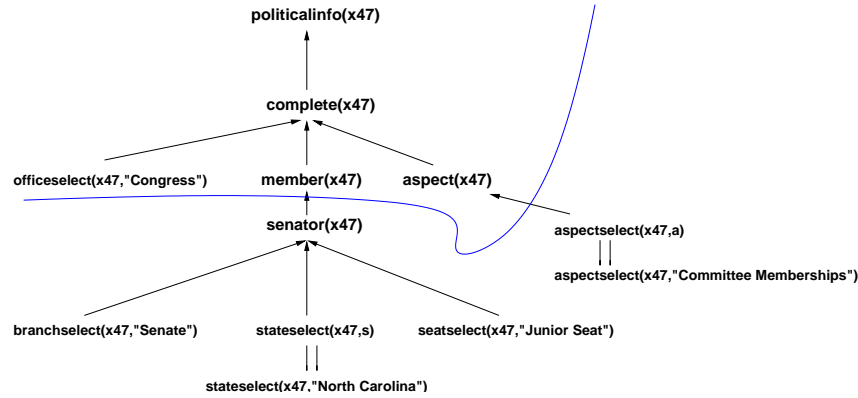 politicalinfo(x47)
complete(x47)
officeselect(x47,"Congress")
member(x47)
aspect(x47)
senator(x47)
aspectselect(x47,a)
aspectselect(x47,"Committee Memberships")
branchselect(x47,"Senate")
stateselect(x47,s)
seatselect(x47,"Junior Seat")
stateselect(x47,"North Carolina")